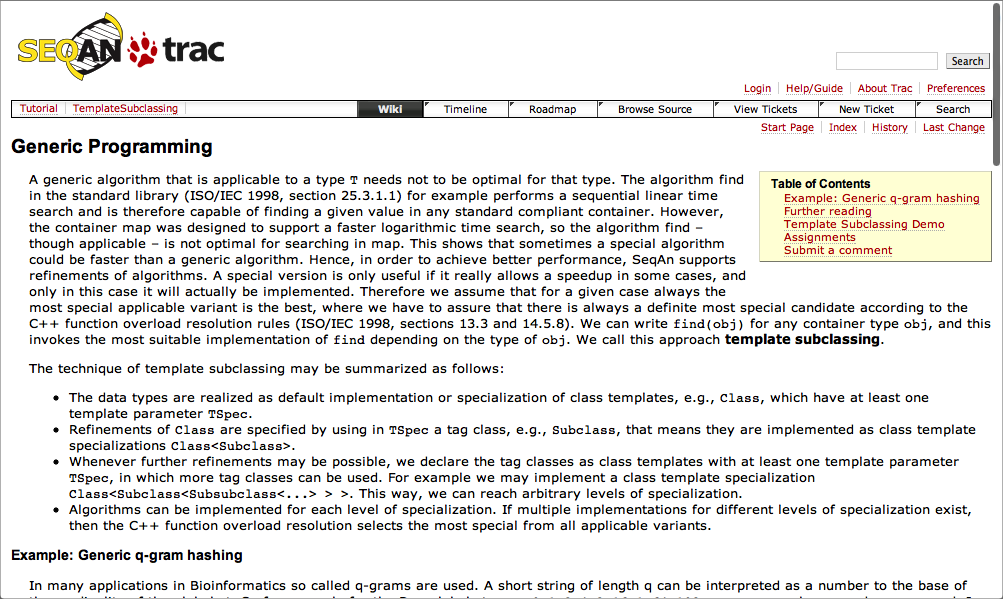 SEQAN trac
Search
Login Help/Guide About Trac Preferences
Tutorial TemplateSubclassing Wiki Timeline Roadmap Browse Source View Tickets New Ticket Search
Start Page Index History Last Change
Generic Programming
A generic algorithm that is applicable to a type T needs not to be optimal for that type. The algorithm find
in the standard library (ISO/IEC 1998, section 25.3.1.1) for example performs a sequential linear time
search and is therefore capable of finding a given value in any standard compliant container. However,
the container map was designed to support a faster logarithmic time search, so the algorithm find –
though applicable – is not optimal for searching in map. This shows that sometimes a special algorithm
could be faster than a generic algorithm. Hence, in order to achieve better performance, SeqAn supports
refinements of algorithms. A special version is only useful if it really allows a speedup in some cases, and
only in this case it will actually be implemented. Therefore we assume that for a given case always the
most special applicable variant is the best, where we have to assure that there is always a definite most special candidate according to the
C++ function overload resolution rules (ISO/IEC 1998, sections 13.3 and 14.5.8). We can write find(obj) for any container type obj, and this
invokes the most suitable implementation of find depending on the type of obj. We call this approach template subclassing.
Table of Contents
Example: Generic q-gram hashing
Further reading
Template Subclassing Demo
Assignments
Submit a comment
The technique of template subclassing may be summarized as follows:
• The data types are realized as default implementation or specialization of class templates, e.g., Class, which have at least one
template parameter TSpec.
• Refinements of Class are specified by using in TSpec a tag class, e.g., Subclass, that means they are implemented as class template
specializations Class<Subclass>.
• Whenever further refinements may be possible, we declare the tag classes as class templates with at least one template parameter
TSpec, in which more tag classes can be used. For example we may implement a class template specialization
Class<Subclass<Subsubclass<...> > >. This way, we can reach arbitrary levels of specialization.
• Algorithms can be implemented for each level of specialization. If multiple implementations for different levels of specialization exist,
then the C++ function overload resolution selects the most special from all applicable variants.
Example: Generic q-gram hashing
In many applications in Bioinformatics so called q-grams are used. A short string of length q can be interpreted as a number to the base of